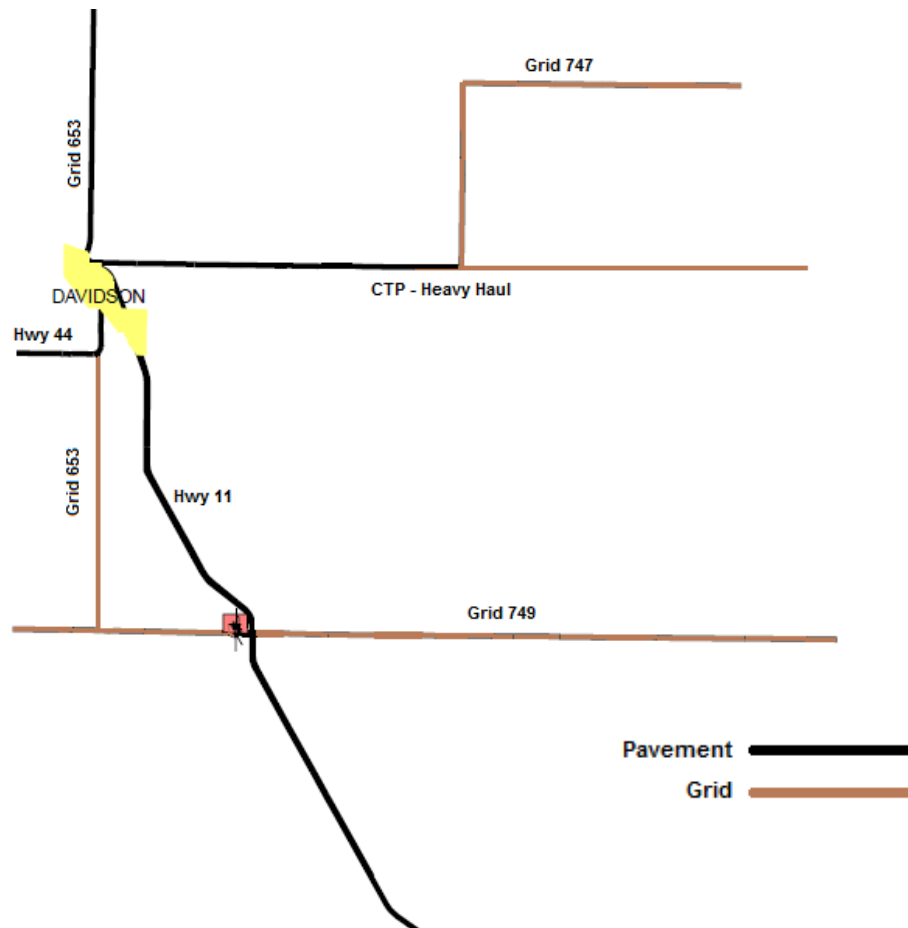 Grid 747
Grid 653
DAVIDSON
CTP - Heavy Haul
Hwy 44
Grid 653
Hwy 11
Grid 749
Pavement
Grid